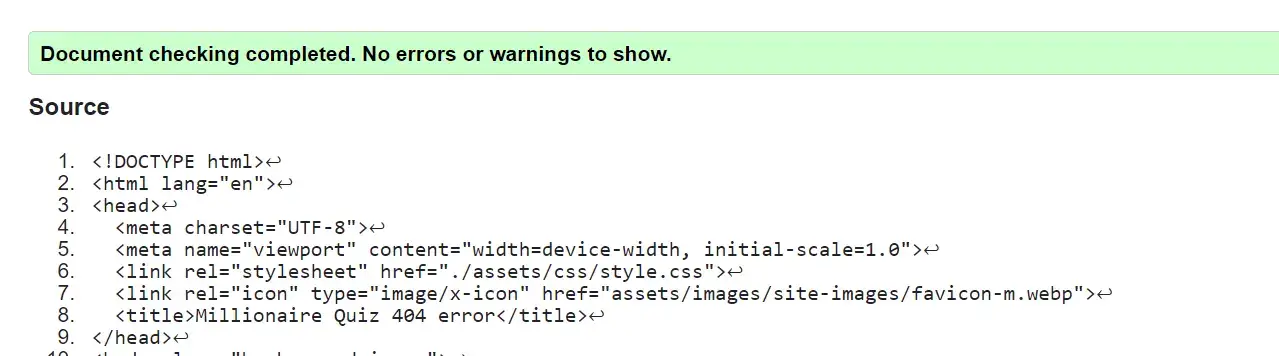 Document checking completed. No errors or warnings to show.
Source
1. <!DOCTYPE html>↩
2. <html lang="en">↩
3. <head>↩
4.   <meta charset="UTF-8">↩
5.   <meta name="viewport" content="width=device-width, initial-scale=1.0">↩
6.   <link rel="stylesheet" href="./assets/css/style.css">↩
7.   <link rel="icon" type="image/x-icon" href="assets/images/site-images/favicon-m.webp">↩
8.   <title>Millionaire Quiz 404 error</title>↩
9. </head>↩